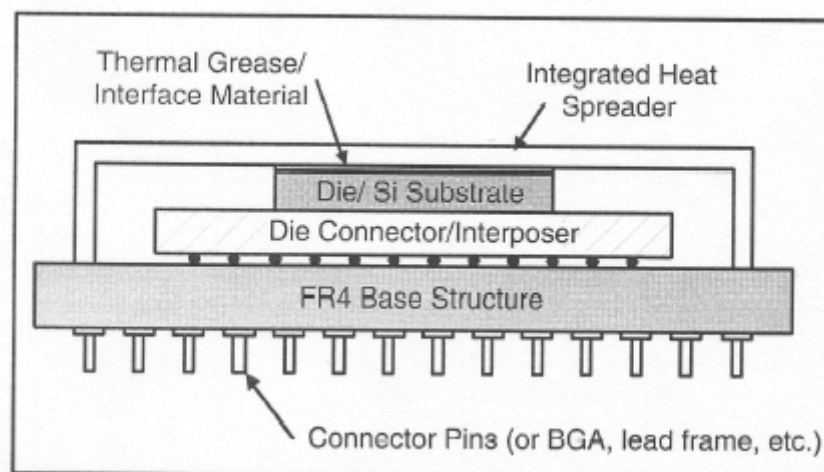 Thermal Grease/
Interface Material
Integrated Heat
Spreader
Die/ Si Substrate
Die Connector/Interposer
FR4 Base Structure
Connector Pins (or BGA, lead frame, etc.)